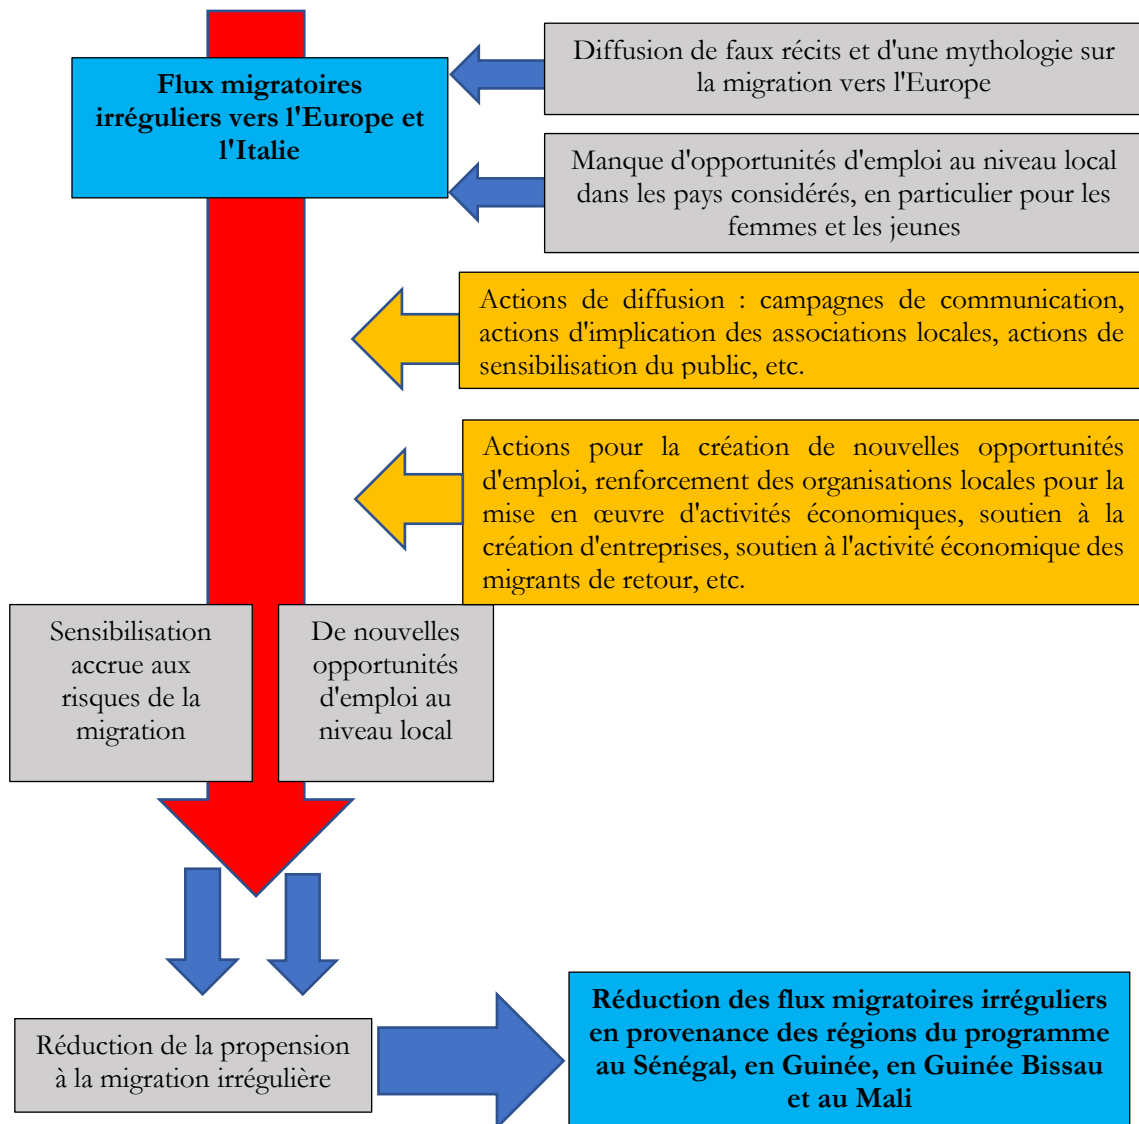 Flux migratoires
irréguliers vers l'Europe et
l'Italie
Diffusion de faux récits et d'une mythologie sur
la migration vers l'Europe
Manque d'opportunités d'emploi au niveau local
dans les pays considérés, en particulier pour les
femmes et les jeunes
Actions de diffusion : campagnes de communication,
actions d'implication des associations locales, actions de
sensibilisation du public, etc.
Actions pour la création de nouvelles opportunités
d'emploi, renforcement des organisations locales pour la
mise en œuvre d'activités économiques, soutien à la
création d'entreprises, soutien à l'activité économique des
migrants de retour, etc.
Sensibilisation
accrue aux
risques de la
migration
De nouvelles
opportunités
d'emploi au
niveau local
Réduction de la propension
à la migration irrégulière
Réduction des flux migratoires irréguliers
en provenance des régions du programme
au Sénégal, en Guinée, en Guinée Bissau
et au Mali